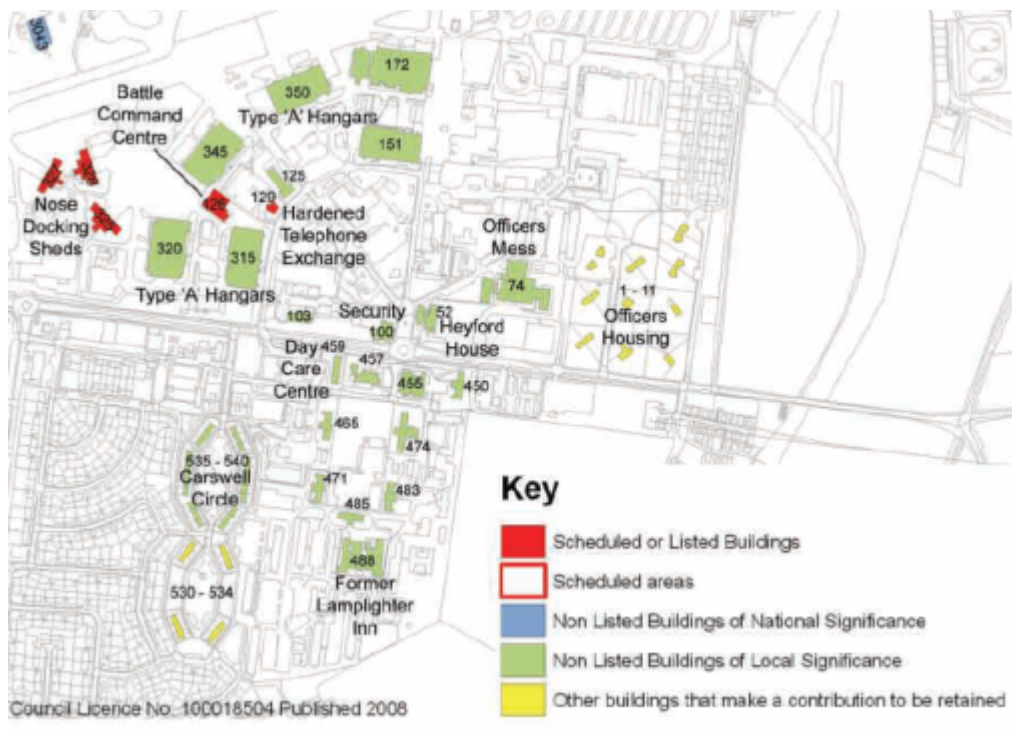 3043
172
350
Type 'A' Hangars
Battle
Command
Centre
151
345
125
129
126
Nose
Docking
Sheds
Hardened
Telephone
Exchange
320
315
Type 'A' Hangars
Officers
Mess
74
1 - 11
Officers
Housing
103
Security
100
52
Heyford
House
Day
Care
Centre
459
457
455
450
465
474
535 - 540
Carswell
Circle
471
483
485
488
Former
Lamplighter
Inn
530 - 534
Key
Scheduled or Listed Buildings
Scheduled areas
Non Listed Buildings of National Significance
Non Listed Buildings of Local Significance
Other buildings that make a contribution to be retained
Council Licence No. 100018504 Published 2008